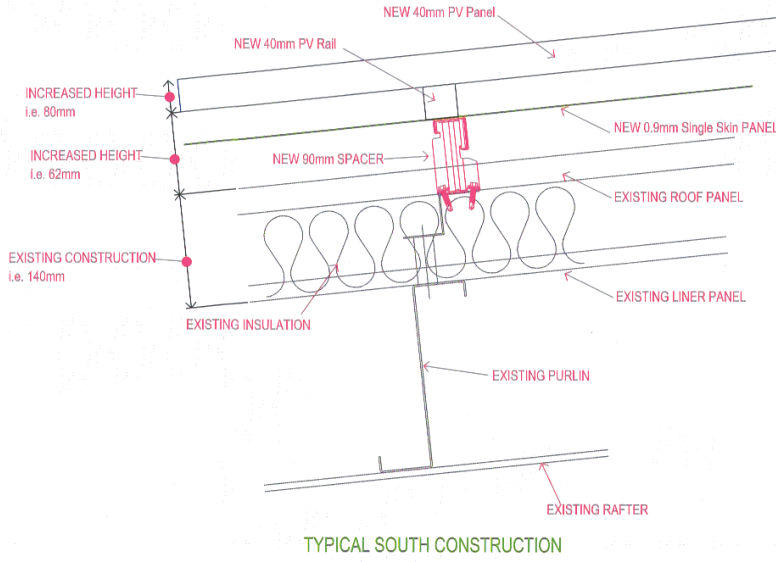 NEW 40mm PV Panel
NEW 40mm PV Rail
INCREASED HEIGHT
i.e. 80mm
NEW 0.9mm Single Skin PANEL
INCREASED HEIGHT
i.e. 62mm
NEW 90mm SPACER
EXISTING ROOF PANEL
EXISTING CONSTRUCTION
i.e. 140mm
EXISTING LINER PANEL
EXISTING INSULATION
EXISTING PURLIN
EXISTING RAFTER
TYPICAL SOUTH CONSTRUCTION